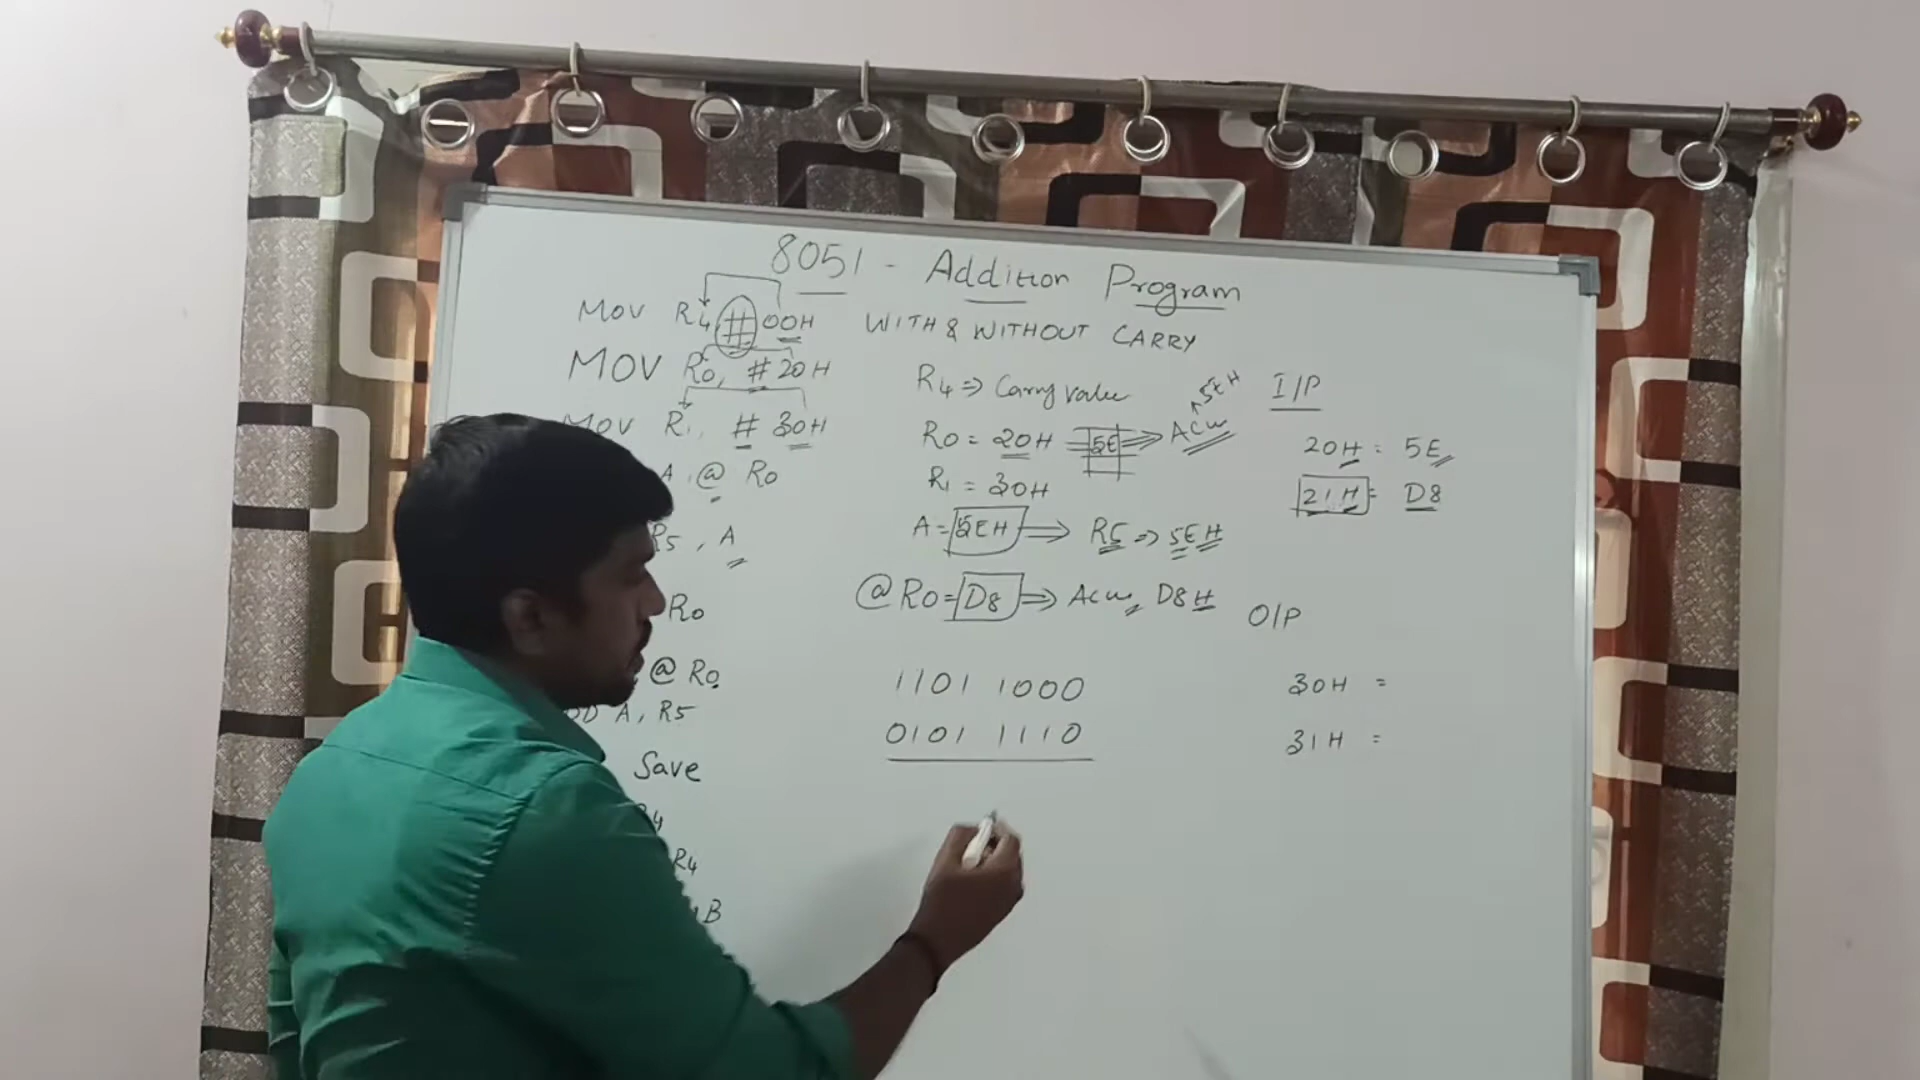 8051 - Addition Program
MOV R4, #00H
WITH & WITHOUT CARRY
MOV R0, #20H
MOV R1, #30H
A, @ R0
R5, A
R0
@ R0
A, R5
Save
R4
R4
B
R4 => Carry value
R0 = 20H 5E => Acu 5EH
R1 = 30H
A = 5EH => R5 => 5EH
@ R0 = D8 => Acu, D8H
1101 1000
0101 1110
I/P
20H : 5E
21H = D8
O/P
30H =
31H =